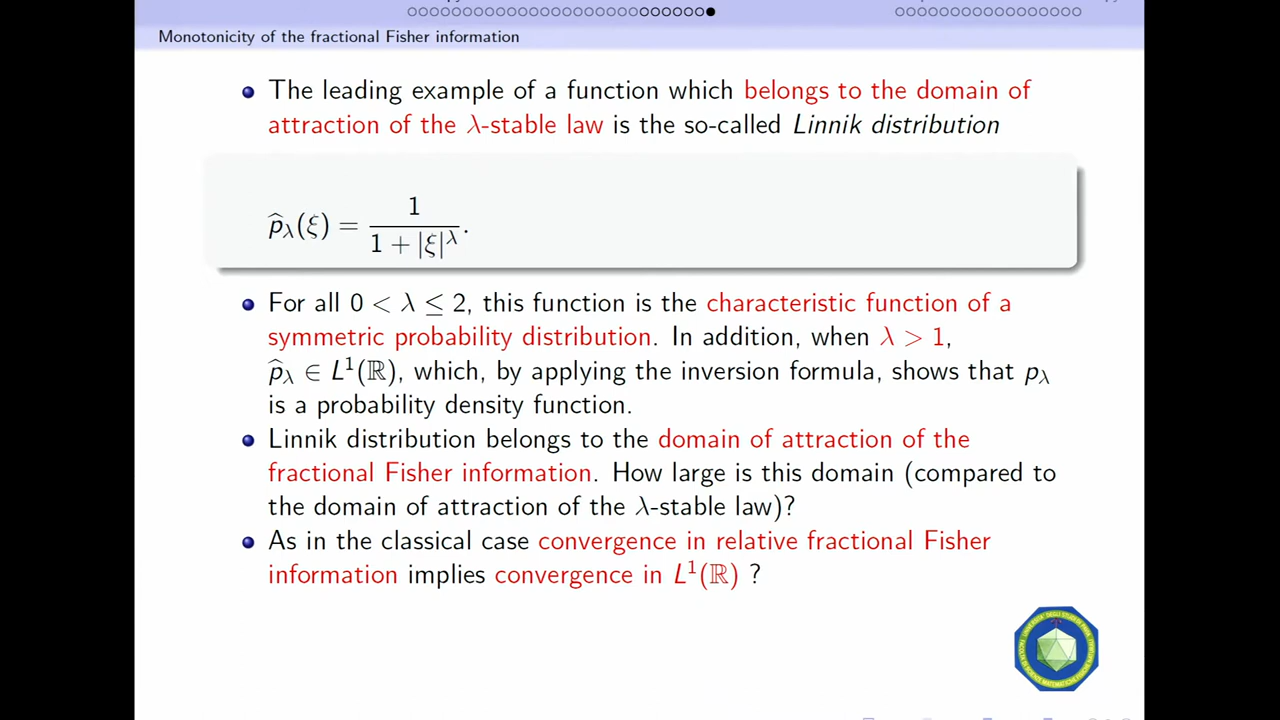 Monotonicity of the fractional Fisher information
The leading example of a function which belongs to the domain of
attraction of the λ-stable law is the so-called Linnik distribution
p̂_λ(ξ) = 1 / (1 + |ξ|^λ).
For all 0 < λ ≤ 2, this function is the characteristic function of a
symmetric probability distribution. In addition, when λ > 1,
p̂_λ ∈ L¹(ℝ), which, by applying the inversion formula, shows that p_λ
is a probability density function.
Linnik distribution belongs to the domain of attraction of the
fractional Fisher information. How large is this domain (compared to
the domain of attraction of the λ-stable law)?
As in the classical case convergence in relative fractional Fisher
information implies convergence in L¹(ℝ) ?